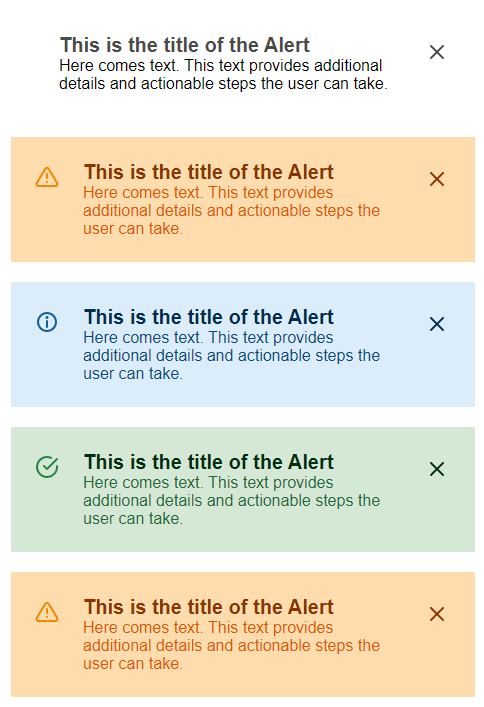 This is the title of the Alert
Here comes text. This text provides additional
details and actionable steps the user can take.
This is the title of the Alert
Here comes text. This text provides
additional details and actionable steps the
user can take.
This is the title of the Alert
Here comes text. This text provides
additional details and actionable steps the
user can take.
This is the title of the Alert
Here comes text. This text provides
additional details and actionable steps the
user can take.
This is the title of the Alert
Here comes text. This text provides
additional details and actionable steps the
user can take.